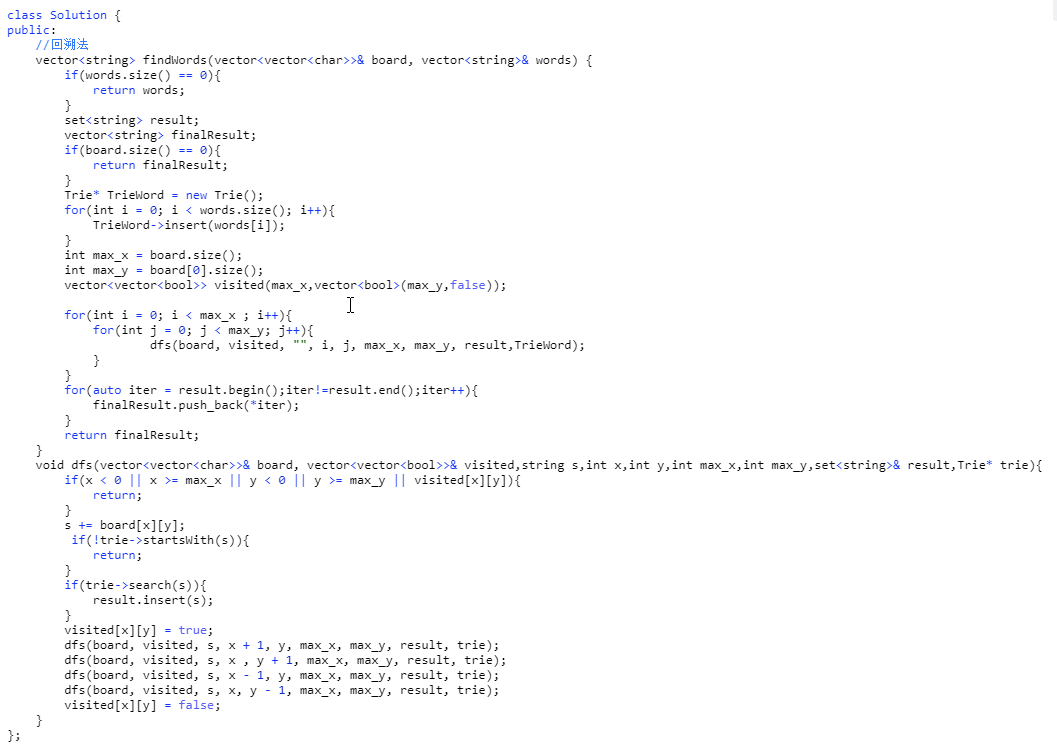 class Solution {
public:
    //回溯法
    vector<string> findWords(vector<vector<char>>& board, vector<string>& words) {
        if(words.size() == 0){
            return words;
        }
        set<string> result;
        vector<string> finalResult;
        if(board.size() == 0){
            return finalResult;
        }
        Trie* TrieWord = new Trie();
        for(int i = 0; i < words.size(); i++){
            TrieWord->insert(words[i]);
        }
        int max_x = board.size();
        int max_y = board[0].size();
        vector<vector<bool>> visited(max_x,vector<bool>(max_y,false));
        for(int i = 0; i < max_x ; i++){
            for(int j = 0; j < max_y; j++){
                    dfs(board, visited, "", i, j, max_x, max_y, result,TrieWord);
            }
        }
        for(auto iter = result.begin();iter!=result.end();iter++){
            finalResult.push_back(*iter);
        }
        return finalResult;
    }
    void dfs(vector<vector<char>>& board, vector<vector<bool>>& visited,string s,int x,int y,int max_x,int max_y,set<string>& result,Trie* trie){
        if(x < 0 || x >= max_x || y < 0 || y >= max_y || visited[x][y]){
            return;
        }
        s += board[x][y];
         if(!trie->startsWith(s)){
            return;
        }
        if(trie->search(s)){
            result.insert(s);
        }
        visited[x][y] = true;
        dfs(board, visited, s, x + 1, y, max_x, max_y, result, trie);
        dfs(board, visited, s, x , y + 1, max_x, max_y, result, trie);
        dfs(board, visited, s, x - 1, y, max_x, max_y, result, trie);
        dfs(board, visited, s, x, y - 1, max_x, max_y, result, trie);
        visited[x][y] = false;
    }
};